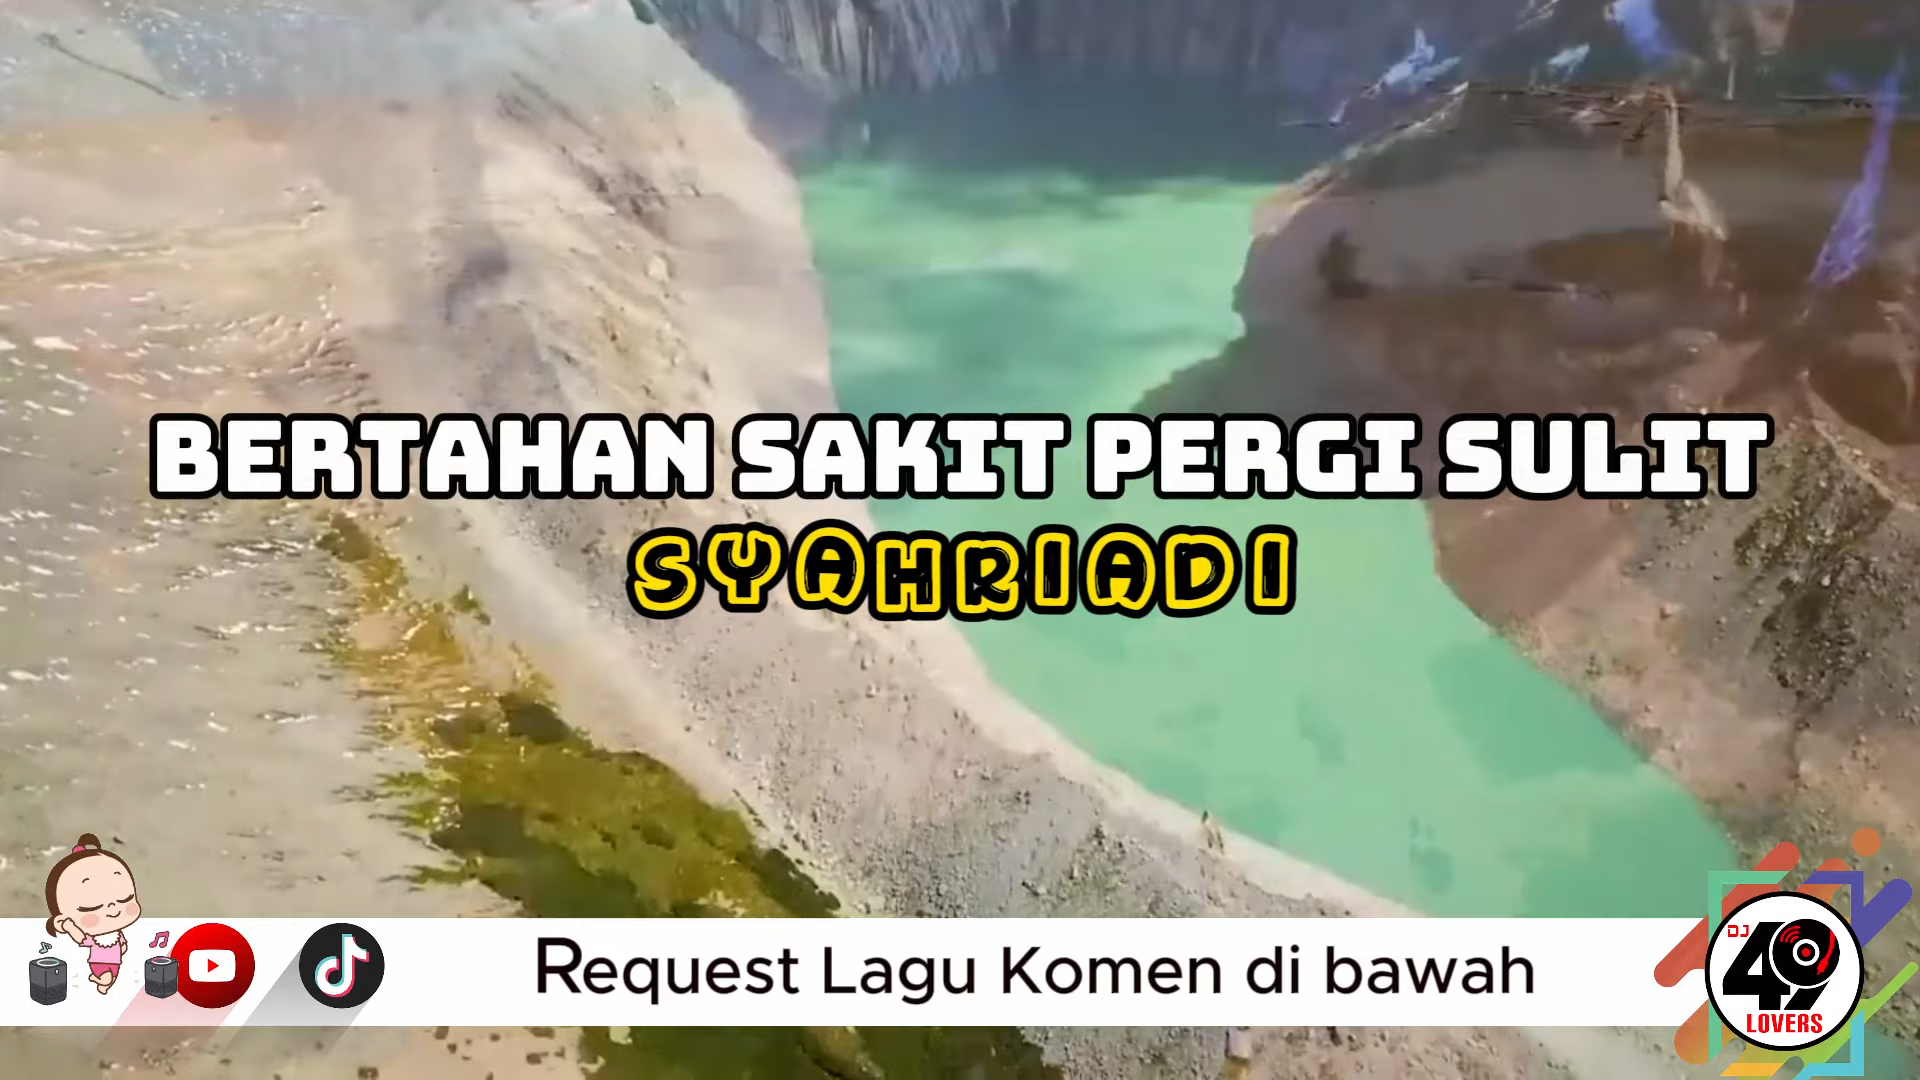 BERTAHAN SAKIT PERGI SULIT
SYAHRIADI
Request Lagu Komen di bawah
DJ
49
LOVERS